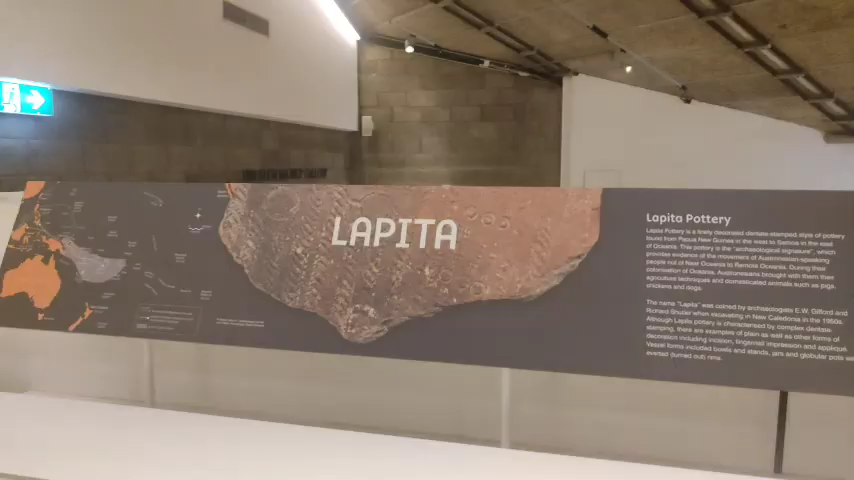 LAPITA
Lapita Pottery
Lapita Pottery is a finely decorated dentate-stamped style of pottery
found from Papua New Guinea in the east to Samoa in the east
of Oceania. This pottery is the "archaeological signature", which
provides evidence of the movement of Austronesian-speaking
people out of Near Oceania to Remote Oceania. During their
colonisation of Oceania, Austronesians brought with them their
agriculture techniques and domesticated animals such as pigs,
chickens and dogs.
The name "Lapita" was coined by archaeologists E.W. Gifford and
Richard Shutler when excavating in New Caledonia in the 1950s.
Although Lapita pottery is characterised by complex dentate
stamping, there are examples of plain as well as other forms of
decoration including incision, fingernail impression and appliqué.
Vessel forms included bowls and stands, jars and globular pots
everted (turned out) rims.